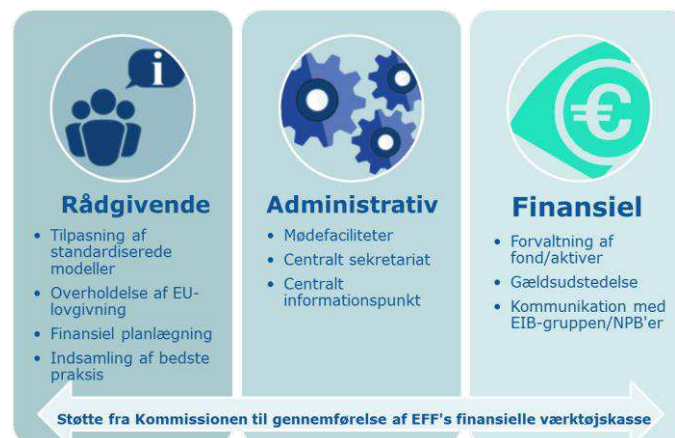 i
Rådgivende
• Tilpasning af
standardiserede
modeller
• Overholdelse af EU-
lovgivning
• Finansiel planlægning
• Indsamling af bedste
praksis
Administrativ
• Mødefaciliteter
• Centralt sekretariat
• Centralt
informationspunkt
€
Finansiel
• Forvaltning af
fond/aktiver
• Gældsudstedelse
• Kommunikation med
EIB-gruppen/NPB'er
Støtte fra Kommissionen til gennemførelse af EFF's finansielle værktøjskasse